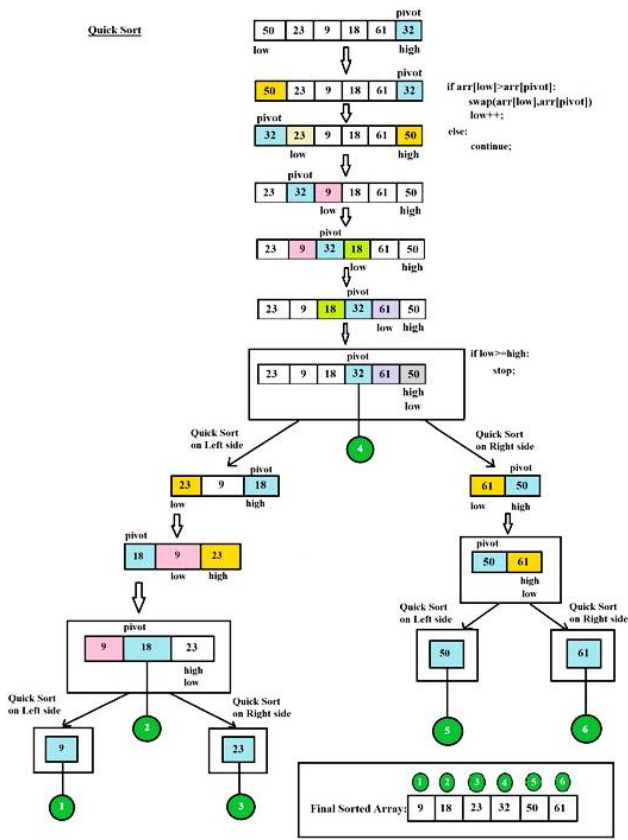 Quick Sort
pivot
50 23 9 18 61 32
low high
pivot
50 23 9 18 61 32
if arr[low]>arr[pivot]:
swap(arr[low],arr[pivot])
low++;
else:
continue;
pivot
32 23 9 18 61 50
low high
pivot
23 32 9 18 61 50
low high
pivot
23 9 32 18 61 50
low high
pivot
23 9 18 32 61 50
low high
if low>=high:
stop;
pivot
23 9 18 32 61 50
high
low
Quick Sort
on Left side
4
Quick Sort
on Right side
23 9 18
pivot
low high
pivot
61 50
low high
pivot
18 9 23
low high
pivot
50 61
high
low
Quick Sort
on Left side
Quick Sort
on Right side
50
61
pivot
9 18 23
high
low
Quick Sort
on Left side
2
Quick Sort
on Right side
5
6
9
23
1
3
1 2 3 4 5 6
Final Sorted Array: 9 18 23 32 50 61